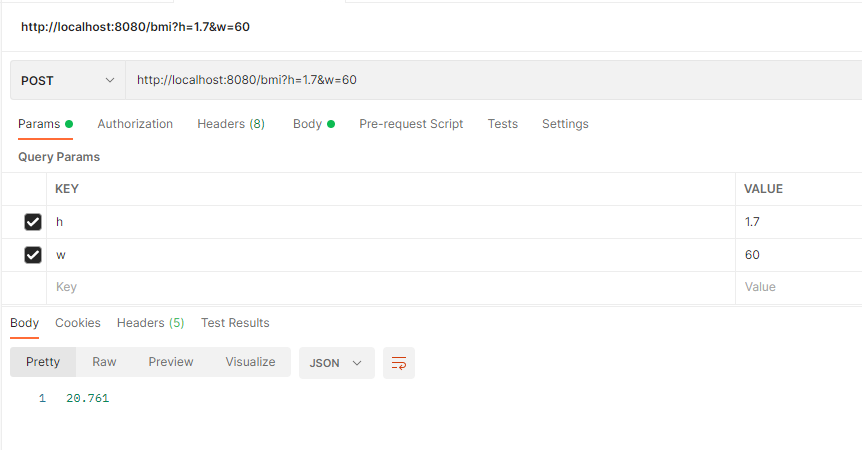 http://localhost:8080/bmi?h=1.7&w=60
POST http://localhost:8080/bmi?h=1.7&w=60
Params Authorization Headers (8) Body Pre-request Script Tests Settings
Query Params
KEY VALUE
h 1.7
w 60
Key Value
Body Cookies Headers (5) Test Results
Pretty Raw Preview Visualize JSON
1 20.761